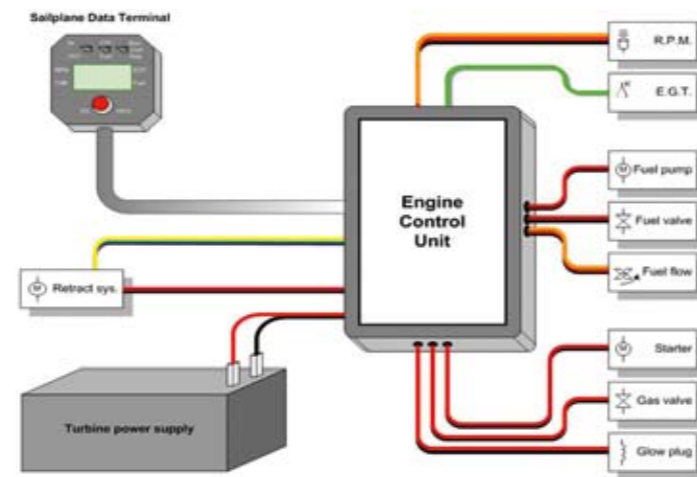 Sailplane Data Terminal
R.P.M.
E.G.T.
Engine
Control
Unit
Fuel pump
Fuel valve
Fuel flow
Retract sys.
Starter
Gas valve
Glow plug
Turbine power supply
M
M
M